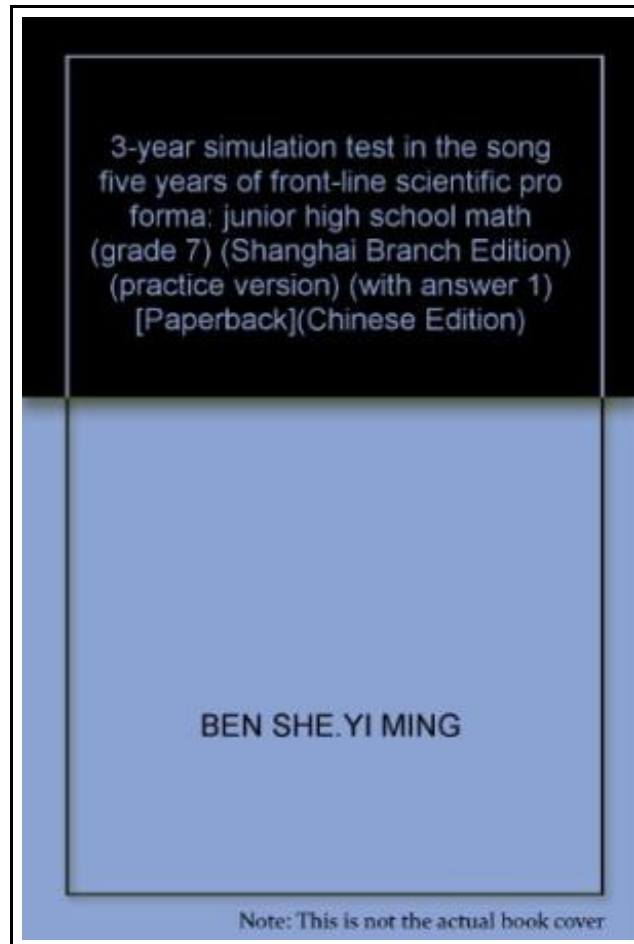 3-year simulation test in the song
five years of front-line scientific pro
forma: junior high school math
(grade 7) (Shanghai Branch Edition)
(practice version) (with answer 1)
[Paperback](Chinese Edition)
BEN SHE.YI MING
Note: This is not the actual book cover